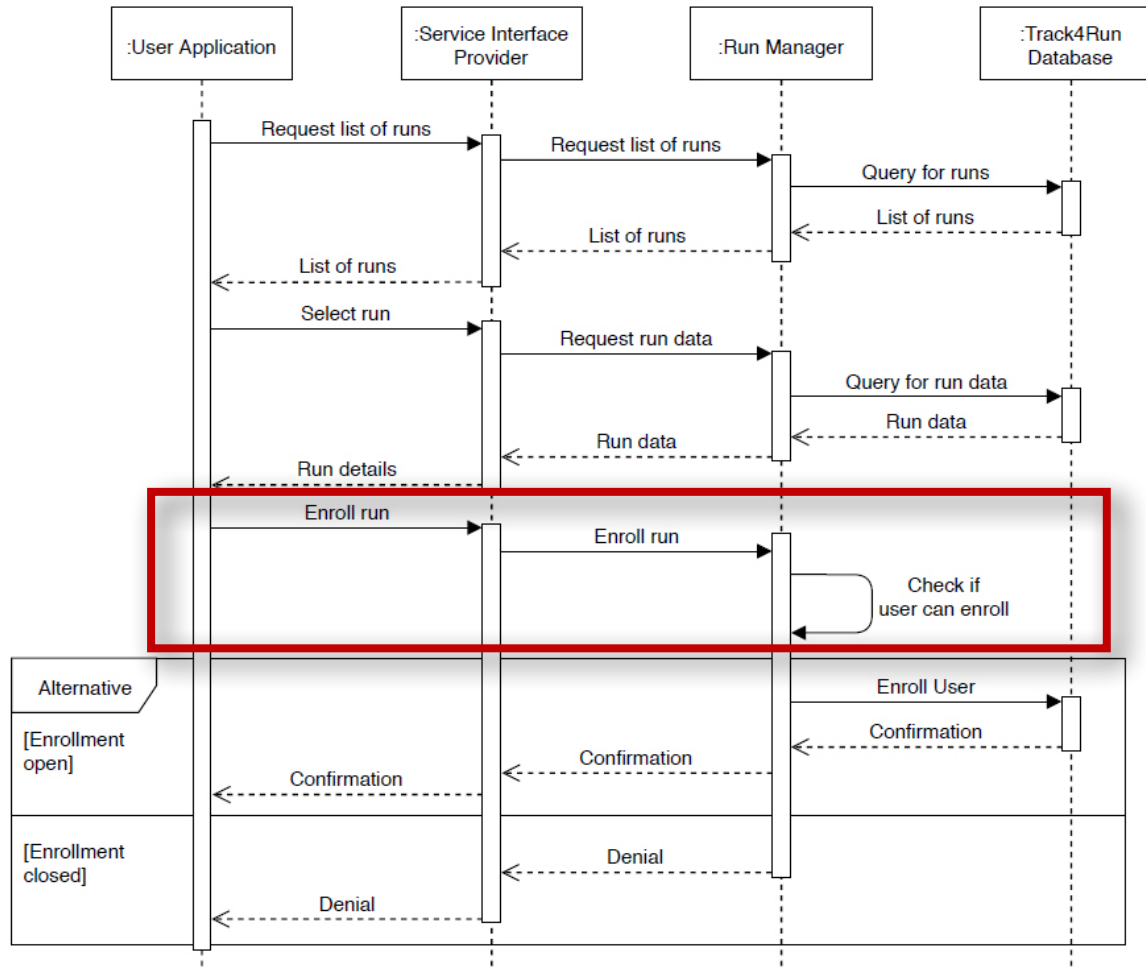 :User Application
:Service Interface
Provider
:Run Manager
:Track4Run
Database
Request list of runs
Request list of runs
Query for runs
List of runs
List of runs
List of runs
Select run
Request run data
Query for run data
Run data
Run data
Run details
Enroll run
Enroll run
Check if
user can enroll
Alternative
Enroll User
[Enrollment
open]
Confirmation
Confirmation
Confirmation
[Enrollment
closed]
Denial
Denial